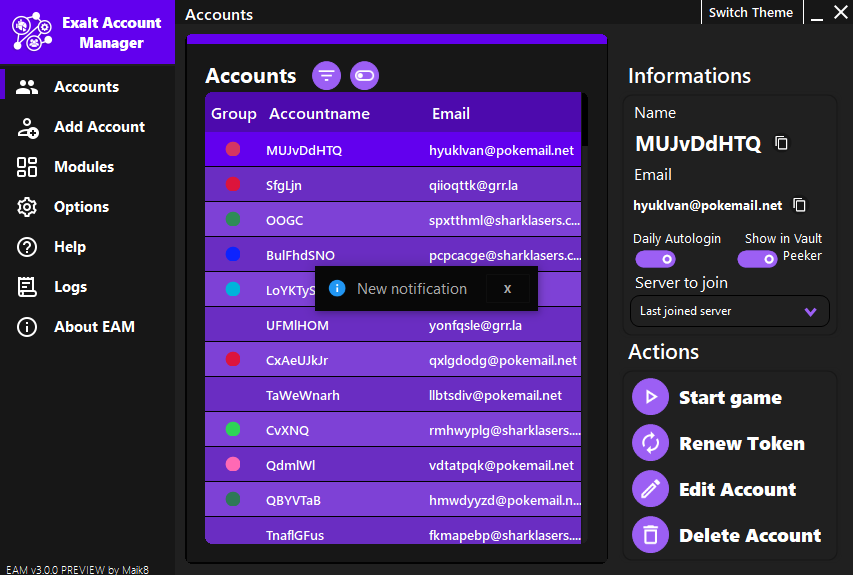 Exalt Account
Manager
Accounts
Add Account
Modules
Options
Help
Logs
About EAM
EAM v3.0.0 PREVIEW by Maik8
Accounts
Switch Theme
Accounts
Group Accountname Email
MUJvDdHTQ hyuklvan@pokemail.net
SfgLjn qiioqttk@grr.la
OOGC spxtthml@sharklasers.c...
BulFhdSNO pcpcacge@sharklasers.c...
LoYKTyS
UFMlHOM yonfqsle@grr.la
CxAeUJkJr qxlgdodg@pokemail.net
TaWeWnarh llbtsdiv@pokemail.net
CvXNQ rmhwyplg@sharklasers....
QdmlWl vdtatpqk@pokemail.net
QBYVTaB hmwdyyzd@pokemail.n...
TnaflGFus fkmapebp@sharklasers....
New notification x
Informations
Name
MUJvDdHTQ
Email
hyuklvan@pokemail.net
Daily Autologin
Show in Vault
Peeker
Server to join
Last joined server
Actions
Start game
Renew Token
Edit Account
Delete Account